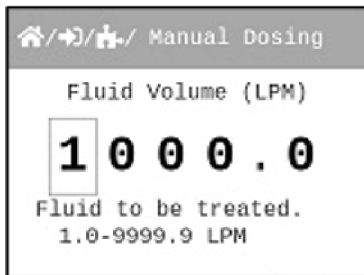 / / / Manual Dosing
Fluid Volume (LPM)
1000.0
Fluid to be treated.
1.0-9999.9 LPM